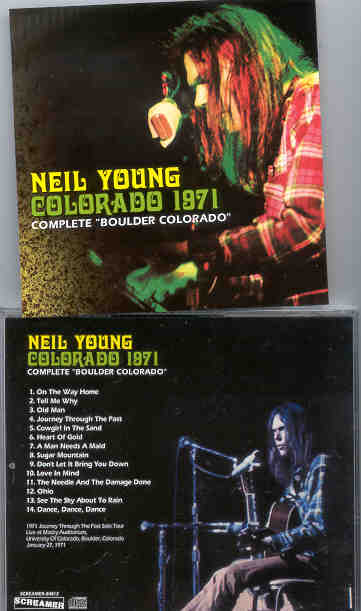 NEIL YOUNG
COLORADO 1971
COMPLETE "BOULDER COLORADO"
NEIL YOUNG
COLORADO 1971
COMPLETE "BOULDER COLORADO"
1. On The Way Home
2. Tell Me Why
3. Old Man
4. Journey Through The Past
5. Cowgirl In The Sand
6. Heart Of Gold
7. A Man Needs A Maid
8. Sugar Mountain
9. Don't Let It Bring You Down
10. Love In Mind
11. The Needle And The Damage Done
12. Ohio
13. See The Sky About To Rain
14. Dance, Dance, Dance
1971 Journey Through The Past Solo Tour
Live at Macky Auditorium,
University Of Colorado, Boulder, Colorado
January 27, 1971
SCREAMER